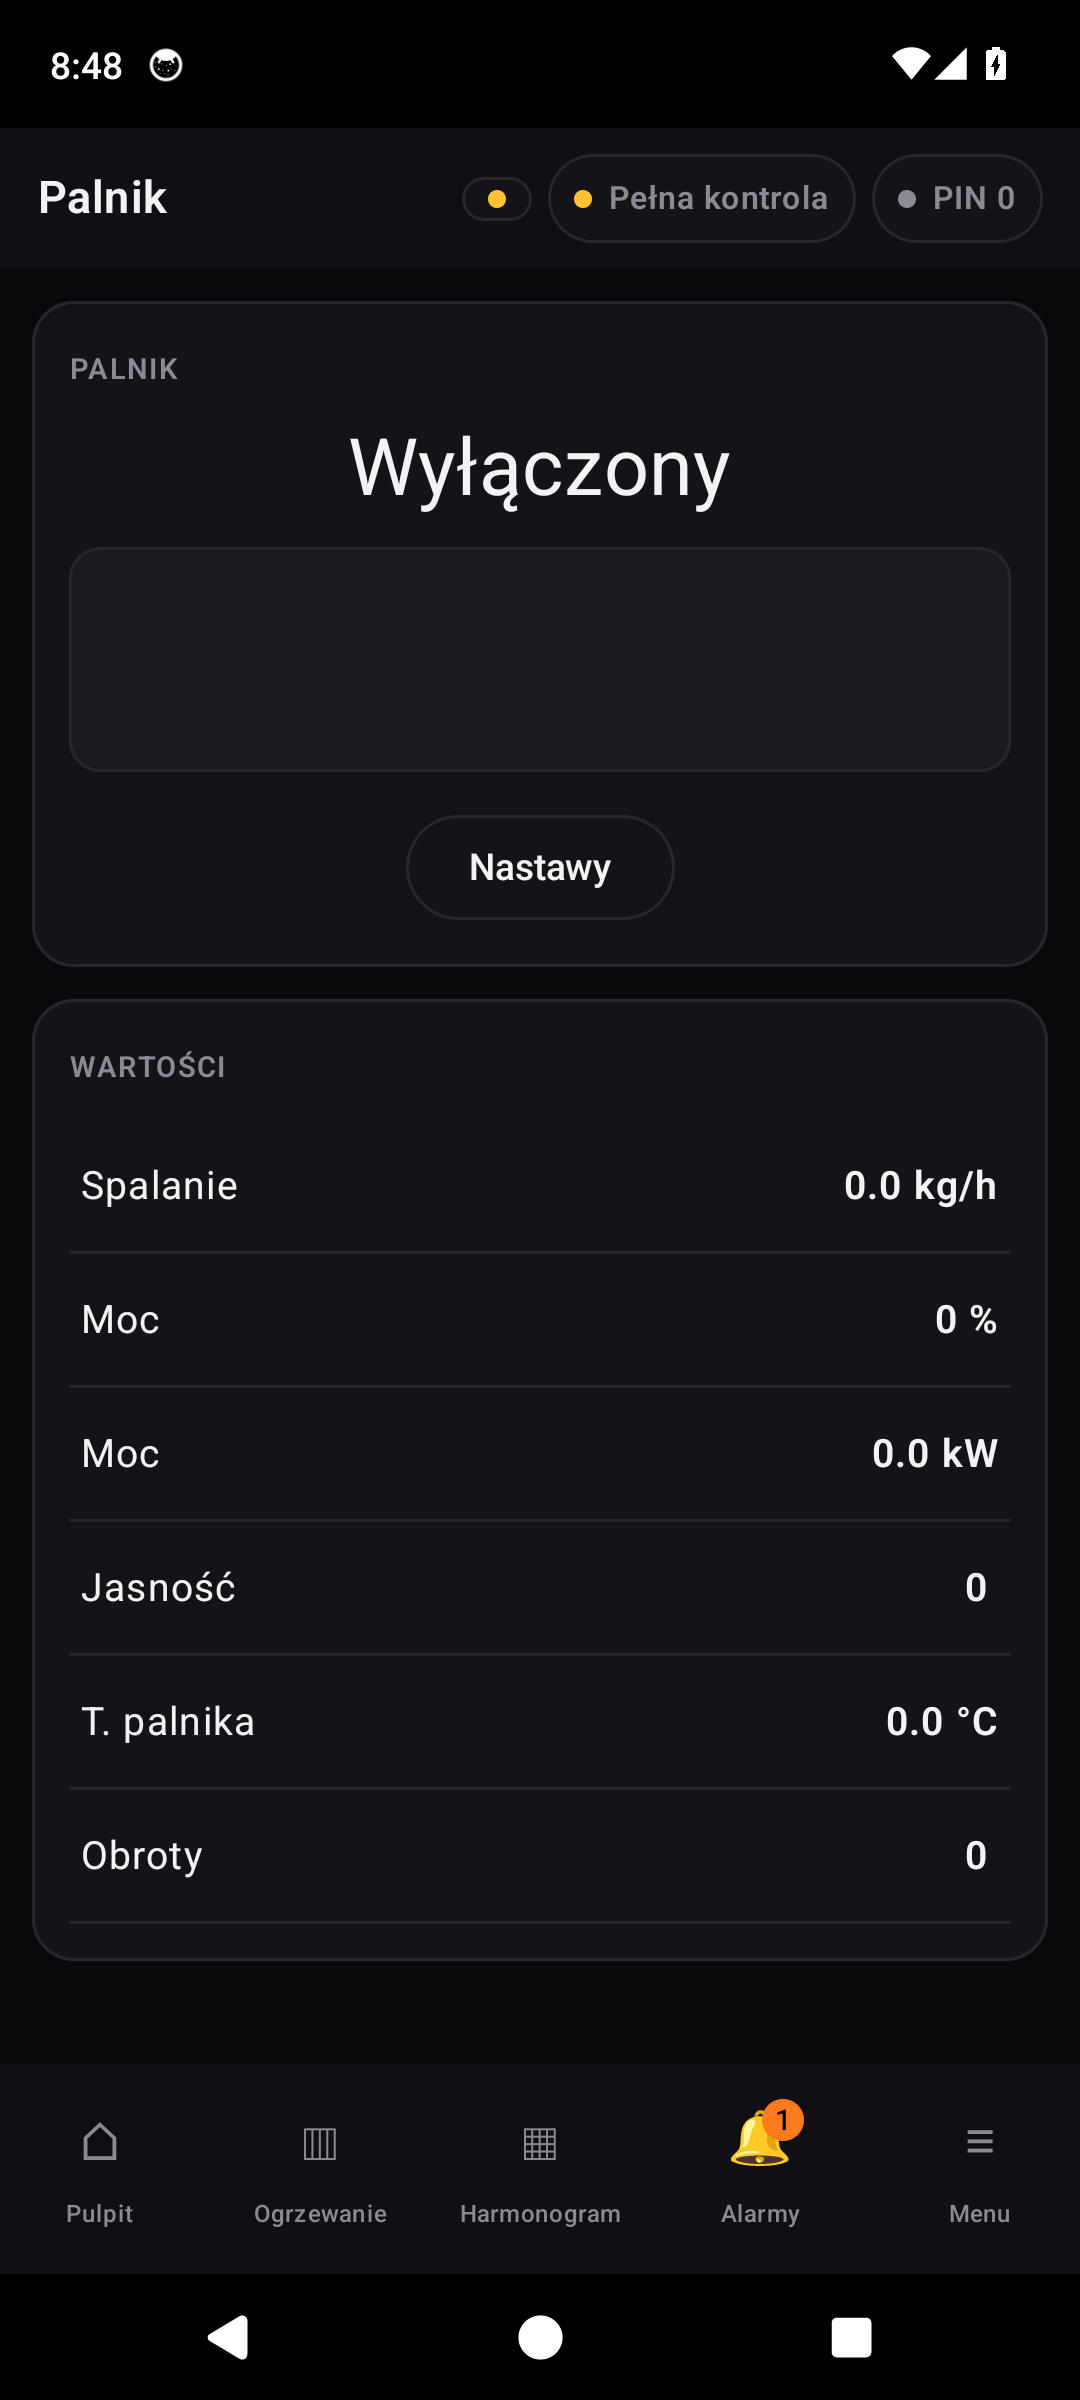 8:48
Palnik
Pełna kontrola
PIN 0
PALNIK
Wyłączony
Nastawy
WARTOŚCI
Spalanie 0.0 kg/h
Moc 0 %
Moc 0.0 kW
Jasność 0
T. palnika 0.0 °C
Obroty 0
1
Pulpit Ogrzewanie Harmonogram Alarmy Menu